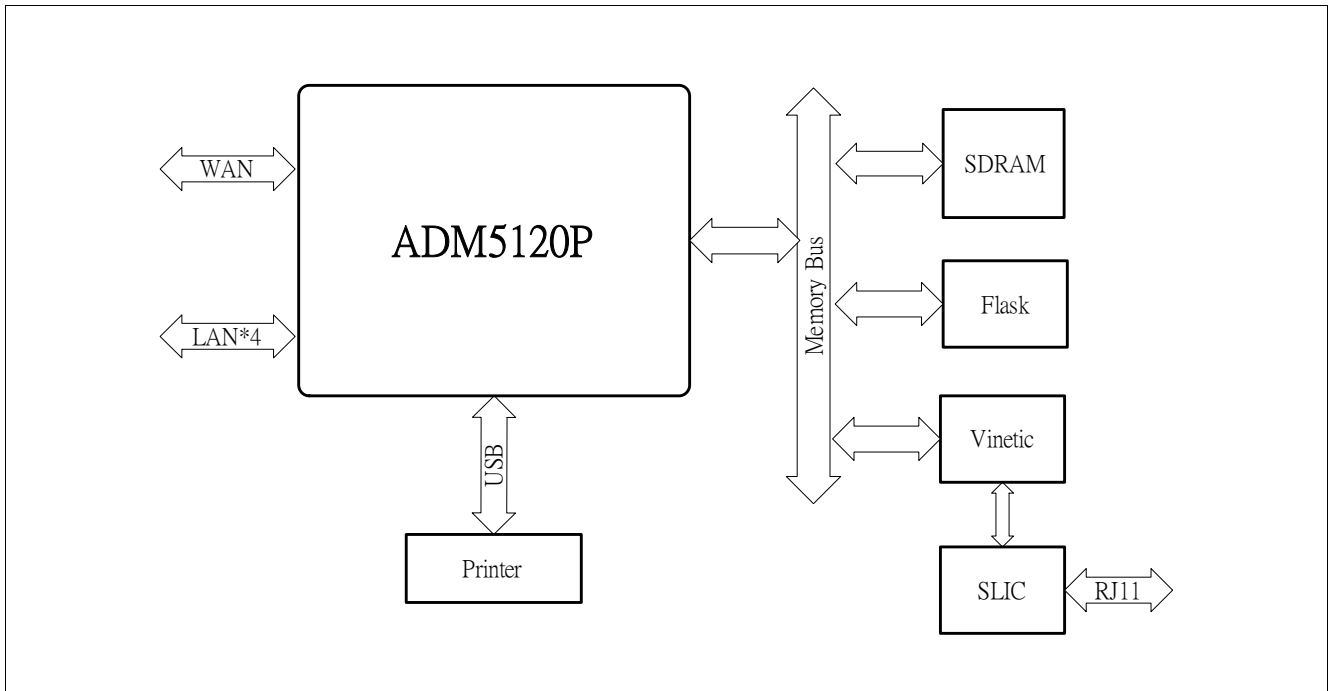 WAN
SDRAM
ADM5120P
Memory Bus
Flask
LAN*4
Vinetic
USB
Printer
SLIC
RJ11